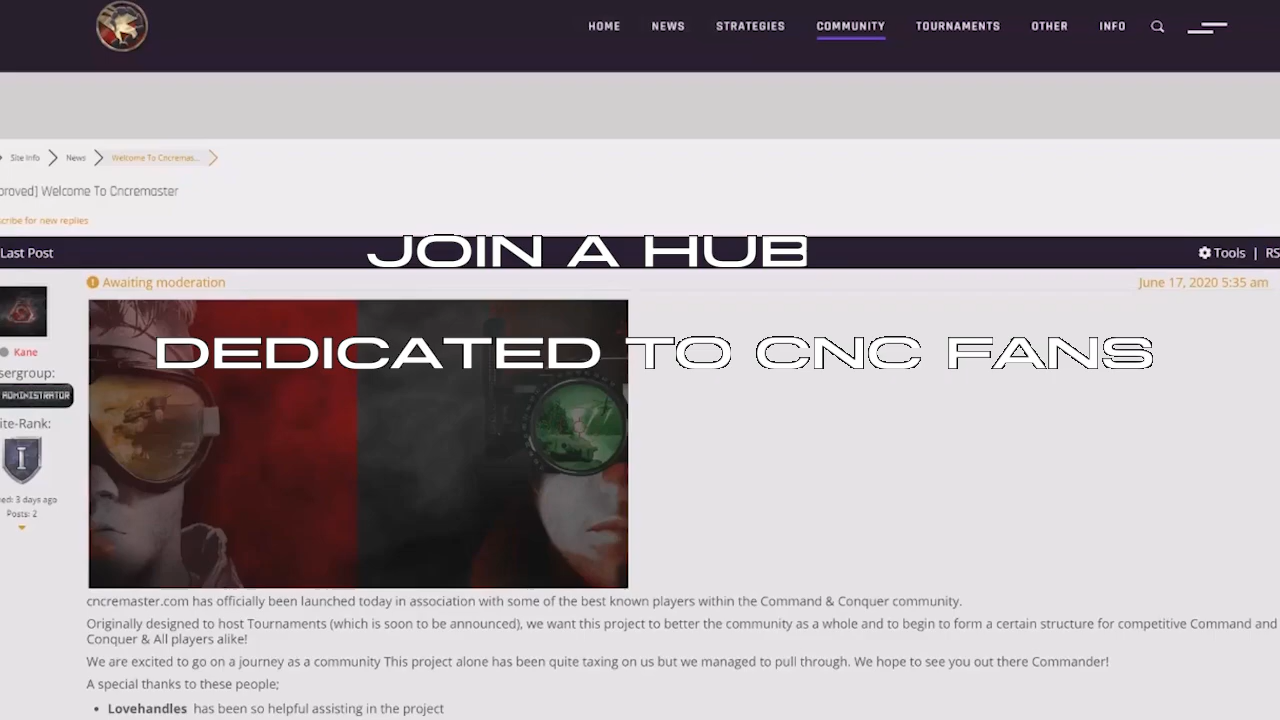 HOME NEWS STRATEGIES COMMUNITY TOURNAMENTS OTHER INFO
Site Info News Welcome To Cncremas...
proved] Welcome To Cncremaster
cribe for new replies
JOIN A HUB
Last Post Tools | RS
Awaiting moderation June 17, 2020 5:35 am
DEDICATED TO CNC FANS
Kane
sergroup:
ADMINISTRATOR
ite-Rank:
I
ed: 3 days ago
Posts: 2
cncremaster.com has officially been launched today in association with some of the best known players within the Command & Conquer community.
Originally designed to host Tournaments (which is soon to be announced), we want this project to better the community as a whole and to begin to form a certain structure for competitive Command and
Conquer & All players alike!
We are excited to go on a journey as a community This project alone has been quite taxing on us but we managed to pull through. We hope to see you out there Commander!
A special thanks to these people;
• Lovehandles has been so helpful assisting in the project